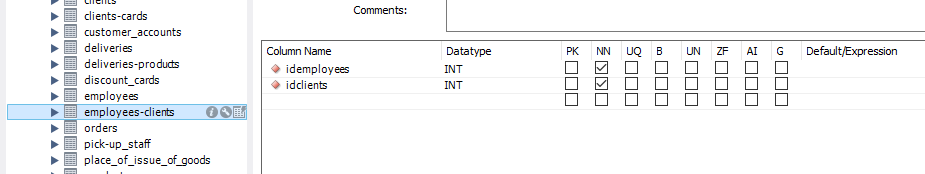 clients
clients-cards
customer_accounts
deliveries
deliveries-products
discount_cards
employees
employees-clients
orders
pick-up_staff
place_of_issue_of_goods
Comments:
Column Name Datatype PK NN UQ B UN ZF AI G Default/Expression
idemployees INT
idclients INT